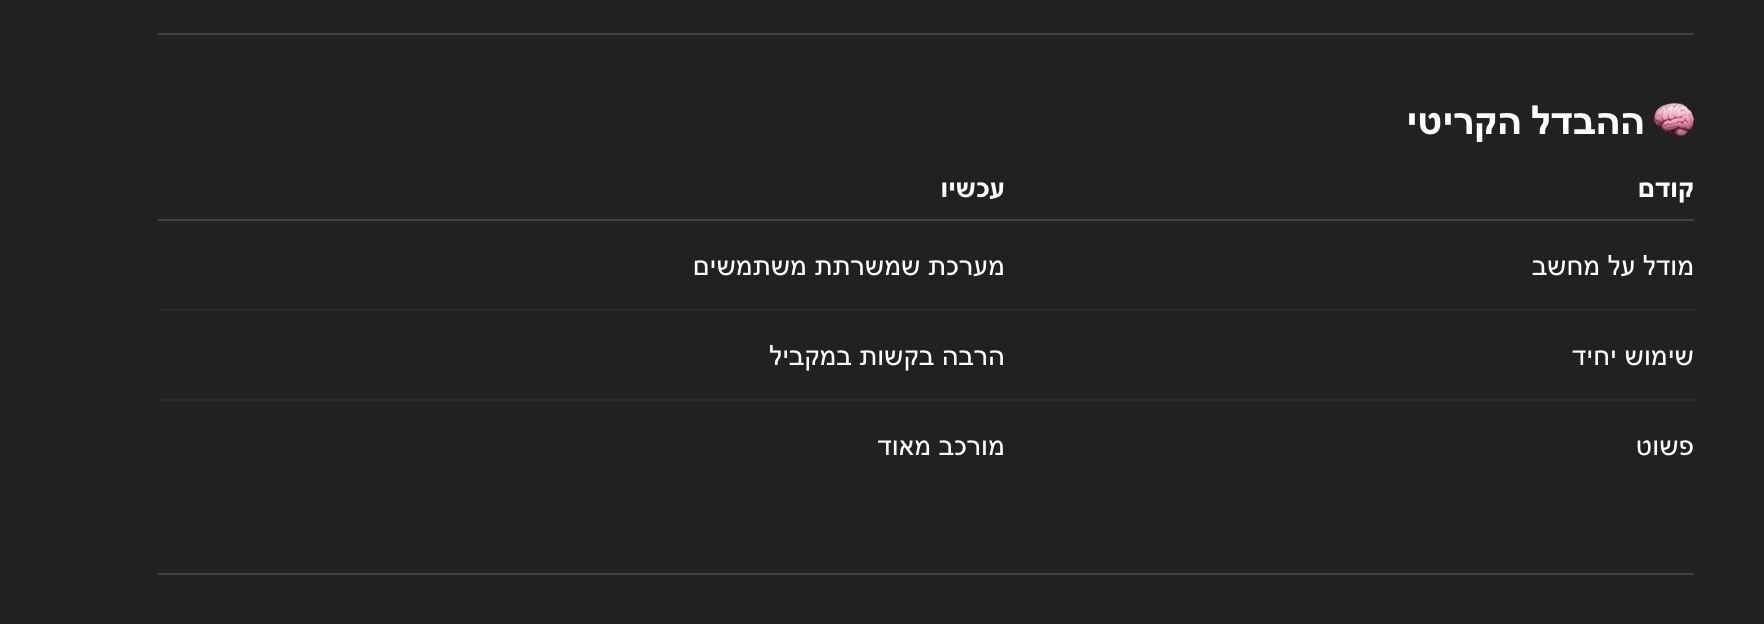 🧠 ההבדל הקריטי
קודם עכשיו
מודל על מחשב מערכת שמשרתת משתמשים
שימוש יחיד הרבה בקשות במקביל
פשוט מורכב מאוד